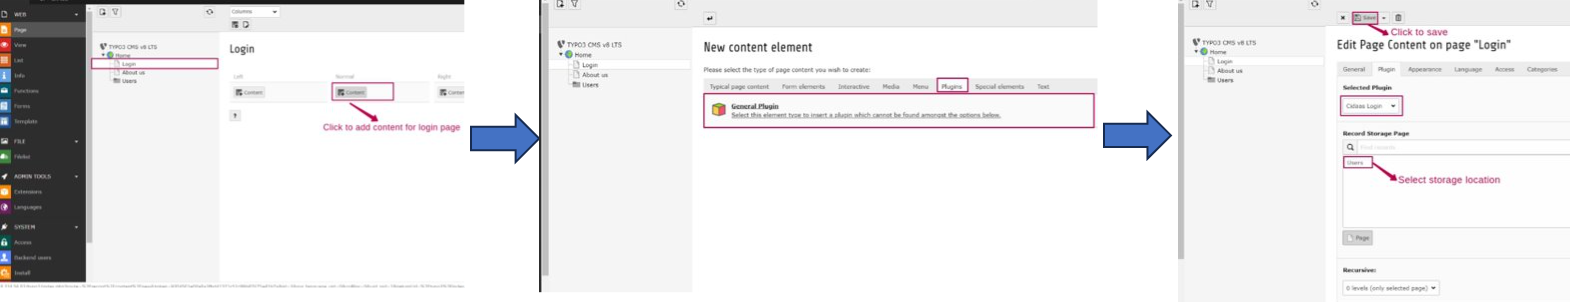 WEB
Page
View
List
Info
Functions
Forms
Template
FILE
Filelist
ADMIN TOOLS
Extensions
Languages
SYSTEM
Access
Backend users
Install
TYPO3 CMS v8 LTS
Home
Login
About us
Users
Columns
Login
Left
Normal
Right
Content
Content
Conten
?
Click to add content for login page
TYPO3 CMS v8 LTS
Home
Login
About us
Users
New content element
Please select the type of page content you wish to create:
Typical page content Form elements Interactive Media Menu Plugins Special elements Text
General Plugin
Select this element type to insert a plugin which cannot be found amongst the options below.
TYPO3 CMS v8 LTS
Home
Login
About us
Users
Save
Click to save
Edit Page Content on page "Login"
General Plugin Appearance Language Access Categories
Selected Plugin
Cidaas Login
Record Storage Page
Find records
Users
Select storage location
Page
Recursive:
0 levels (only selected page)